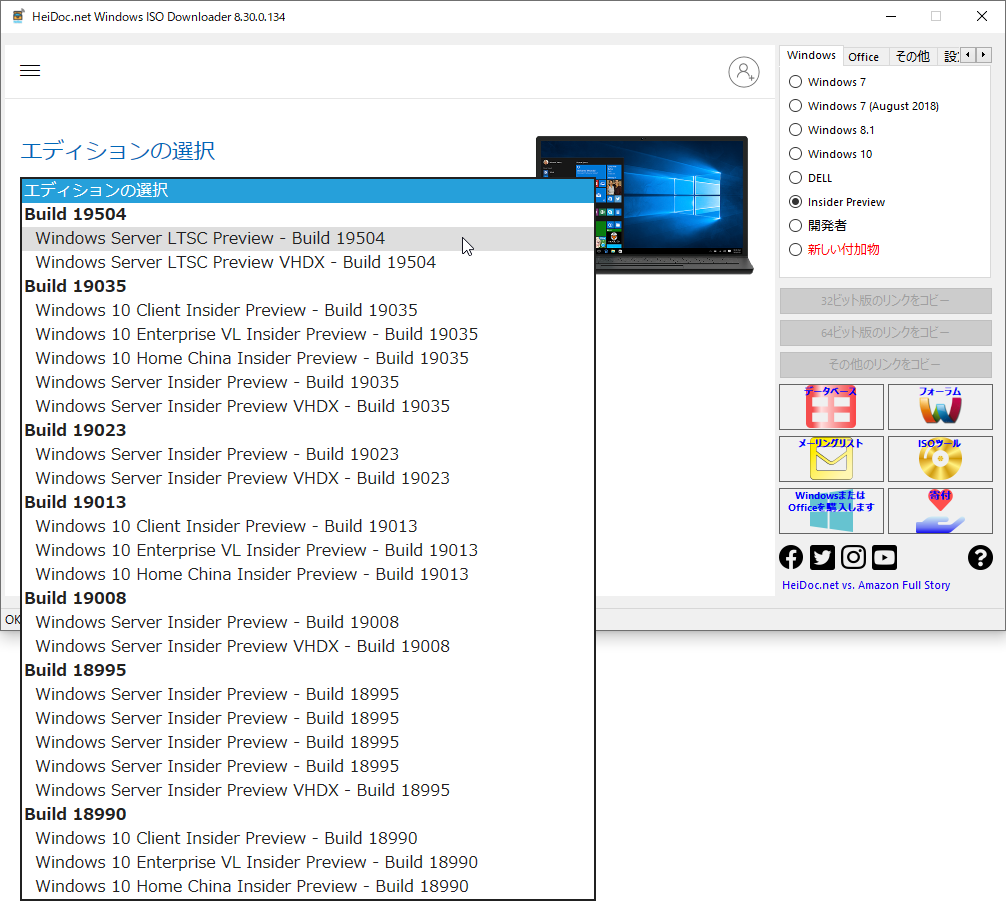 HeiDoc.net Windows ISO Downloader 8.30.0.134
エディションの選択
エディションの選択
Build 19504
Windows Server LTSC Preview - Build 19504
Windows Server LTSC Preview VHDX - Build 19504
Build 19035
Windows 10 Client Insider Preview - Build 19035
Windows 10 Enterprise VL Insider Preview - Build 19035
Windows 10 Home China Insider Preview - Build 19035
Windows Server Insider Preview - Build 19035
Windows Server Insider Preview VHDX - Build 19035
Build 19023
Windows Server Insider Preview - Build 19023
Windows Server Insider Preview VHDX - Build 19023
Build 19013
Windows 10 Client Insider Preview - Build 19013
Windows 10 Enterprise VL Insider Preview - Build 19013
Windows 10 Home China Insider Preview - Build 19013
Build 19008
Windows Server Insider Preview - Build 19008
Windows Server Insider Preview VHDX - Build 19008
Build 18995
Windows Server Insider Preview - Build 18995
Windows Server Insider Preview - Build 18995
Windows Server Insider Preview - Build 18995
Windows Server Insider Preview - Build 18995
Windows Server Insider Preview VHDX - Build 18995
Build 18990
Windows 10 Client Insider Preview - Build 18990
Windows 10 Enterprise VL Insider Preview - Build 18990
Windows 10 Home China Insider Preview - Build 18990
OK
Windows Office その他 設
Windows 7
Windows 7 (August 2018)
Windows 8.1
Windows 10
DELL
Insider Preview
開発者
新しい付加物
32ビット版のリンクをコピー
64ビット版のリンクをコピー
その他のリンクをコピー
データベース
フォーラム
メーリングリスト
ISOツール
Windowsまたは
Officeを購入します
寄付
HeiDoc.net vs. Amazon Full Story